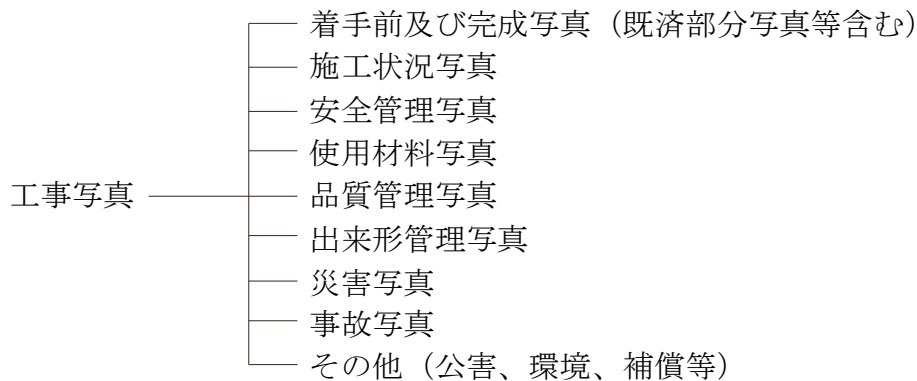 着手前及び完成写真（既済部分写真等含む）
施工状況写真
安全管理写真
使用材料写真
工事写真
品質管理写真
出来形管理写真
災害写真
事故写真
その他（公害、環境、補償等）